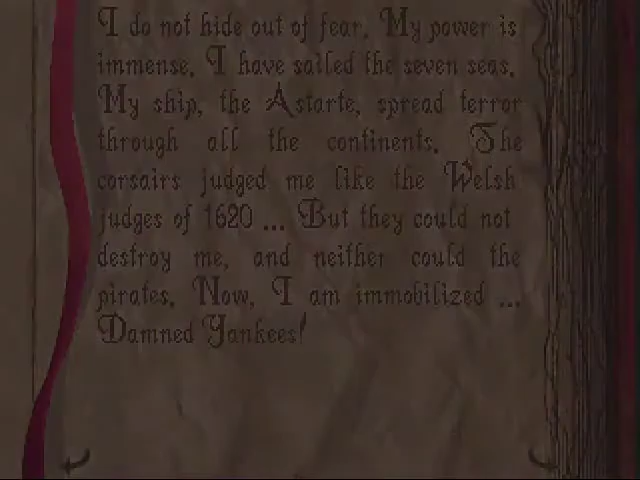 I do not hide out of fear. My power is
immense. I have sailed the seven seas.
My ship, the Astarte, spread terror
through all the continents. The
corsairs judged me like the Welsh
judges of 1620 ... But they could not
destroy me, and neither could the
pirates. Now, I am immobilized ...
Damned Yankees!